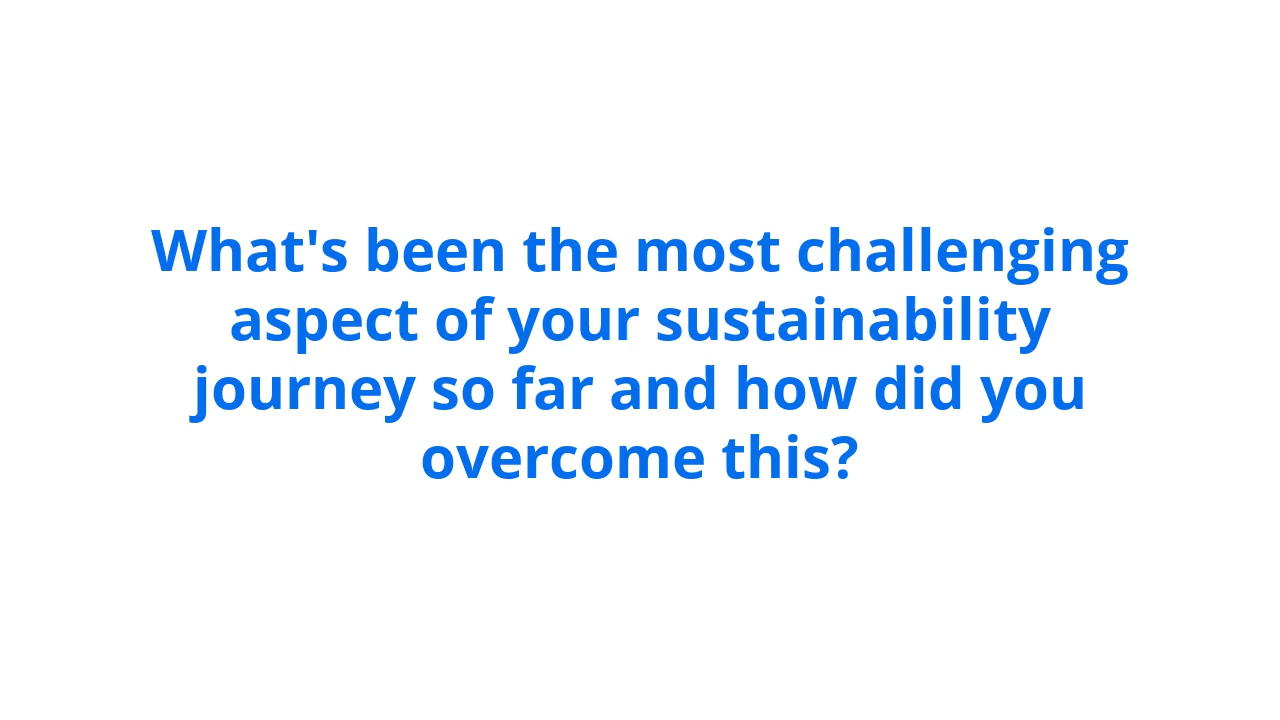 What's been the most challenging
aspect of your sustainability
journey so far and how did you
overcome this?